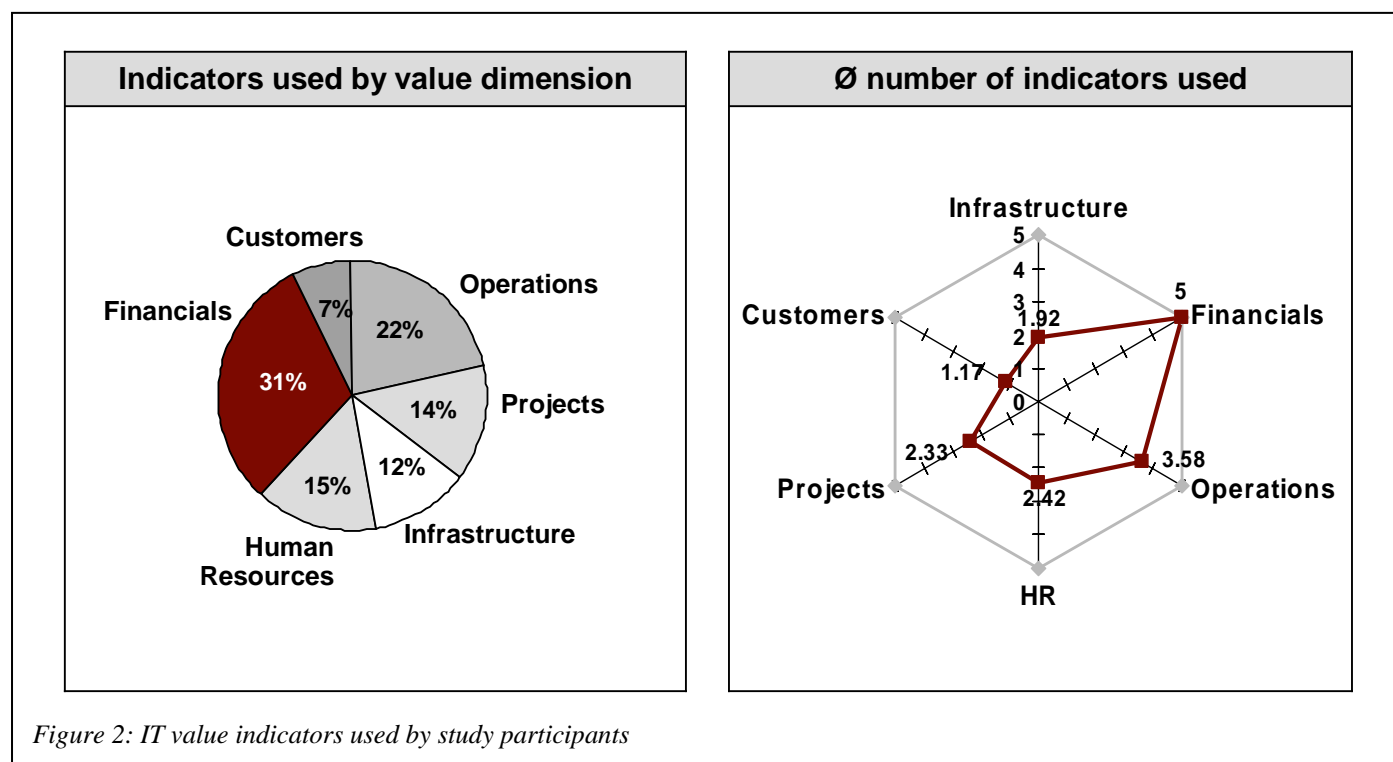 Indicators used by value dimension
Customers
Operations
Financials
7%
22%
31%
14%
Projects
12%
15%
Infrastructure
Human
Resources
Ø number of indicators used
Infrastructure
5
4
3
2
1
0
1.92
5
Customers
Financials
1.17
2.33
3.58
Projects
2.42
Operations
HR
Figure 2: IT value indicators used by study participants